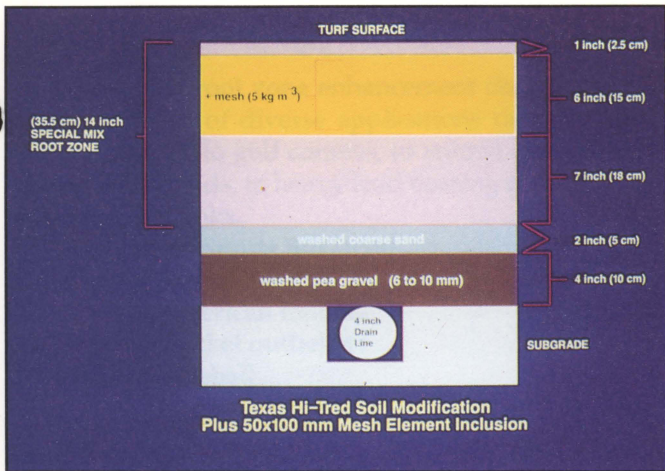 TURF SURFACE
1 inch (2.5 cm)
• mesh (5 kg m ³)
6 inch (15 cm)
(35.5 cm) 14 inch
SPECIAL MIX
ROOT ZONE
7 inch (18 cm)
washed coarse sand
2 inch (5 cm)
washed pea gravel (6 to 10 mm)
4 inch (10 cm)
4 inch
Drain
Line
SUBGRADE
Texas Hi-Tred Soil Modification
Plus 50x100 mm Mesh Element Inclusion